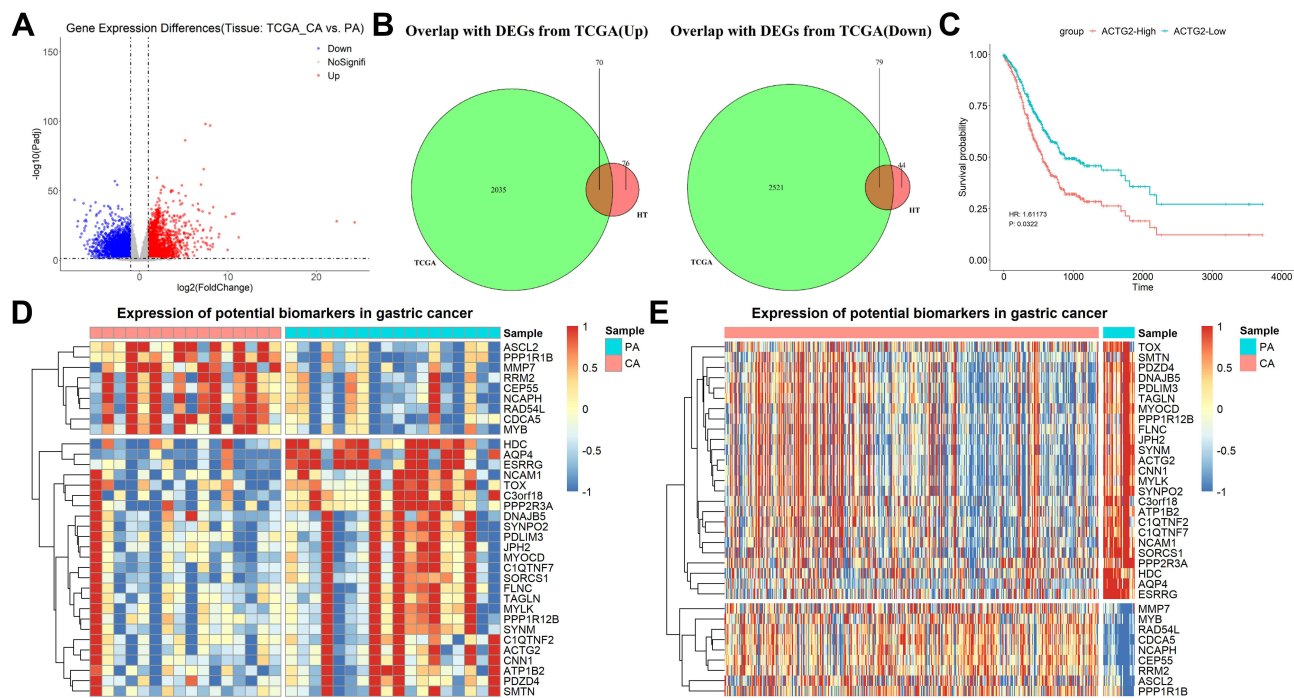 A
Gene Expression Differences(Tissue: TCGA_CA vs. PA)
Down
NoSignifi
Up
150
100
50
0
-log10(Padj)
0
10
20
log2(FoldChange)
B
Overlap with DEGs from TCGA(Up)
70
76
2035
HT
TCGA
Overlap with DEGs from TCGA(Down)
79
44
2521
HT
TCGA
C
group ACTG2-High ACTG2-Low
1.00
0.75
0.50
0.25
0.00
Survival probability
HR: 1.61173
P: 0.0322
0
1000
2000
3000
4000
Time
D
Expression of potential biomarkers in gastric cancer
Sample
ASCL2
PPP1R1B
MMP7
RRM2
CEP55
NCAPH
RAD54L
CDCA5
MYB
HDC
AQP4
ESRRG
NCAM1
TOX
C3orf18
PPP2R3A
DNAJB5
SYNPO2
PDLIM3
JPH2
MYOCD
C1QTNF7
SORCS1
FLNC
TAGLN
MYLK
PPP1R12B
SYNM
C1QTNF2
ACTG2
CNN1
ATP1B2
PDZD4
SMTN
1
0.5
0
-0.5
-1
Sample
PA
CA
E
Expression of potential biomarkers in gastric cancer
Sample
TOX
SMTN
PDZD4
DNAJB5
PDLIM3
TAGLN
MYOCD
PPP1R12B
FLNC
JPH2
SYNM
ACTG2
CNN1
MYLK
SYNPO2
C3orf18
ATP1B2
C1QTNF2
C1QTNF7
NCAM1
SORCS1
PPP2R3A
HDC
AQP4
ESRRG
MMP7
MYB
RAD54L
CDCA5
NCAPH
CEP55
RRM2
ASCL2
PPP1R1B
1
0.5
0
-0.5
-1
Sample
PA
CA